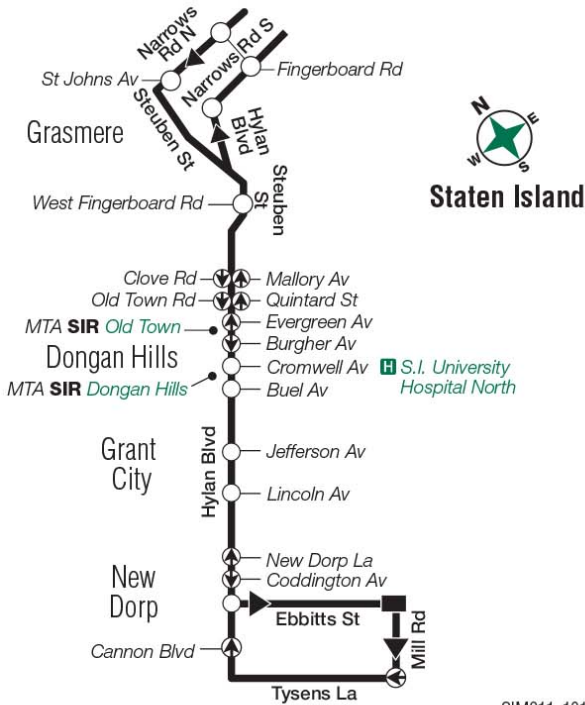 Narrows
Rd N
Narrows Rd S
St Johns Av
Fingerboard Rd
Steuben St
Hylan
Blvd
Grasmere
N
E
W
S
Staten Island
West Fingerboard Rd
Steuben
St
Clove Rd
Mallory Av
Old Town Rd
Quintard St
MTA SIR Old Town
Evergreen Av
Burgher Av
Dongan Hills
Cromwell Av
H S.I. University
Hospital North
MTA SIR Dongan Hills
Buel Av
Grant
City
Hylan Blvd
Jefferson Av
Lincoln Av
New Dorp La
Coddington Av
New
Dorp
Ebbitts St
Mill Rd
Cannon Blvd
Tysens La